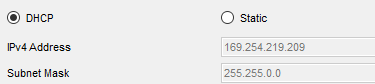 DHCP Static
IPv4 Address 169.254.219.209
Subnet Mask 255.255.0.0